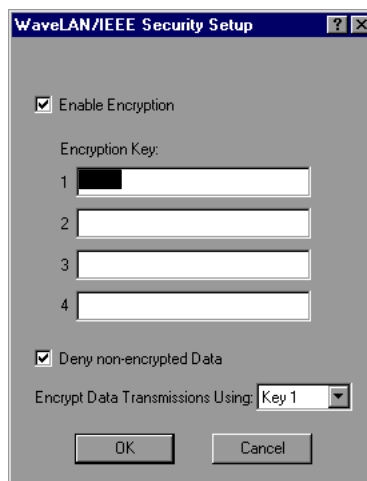 WaveLAN/IEEE Security Setup
Enable Encryption
Encryption Key:
1
2
3
4
Deny non-encrypted Data
Encrypt Data Transmissions Using: Key 1
OK Cancel